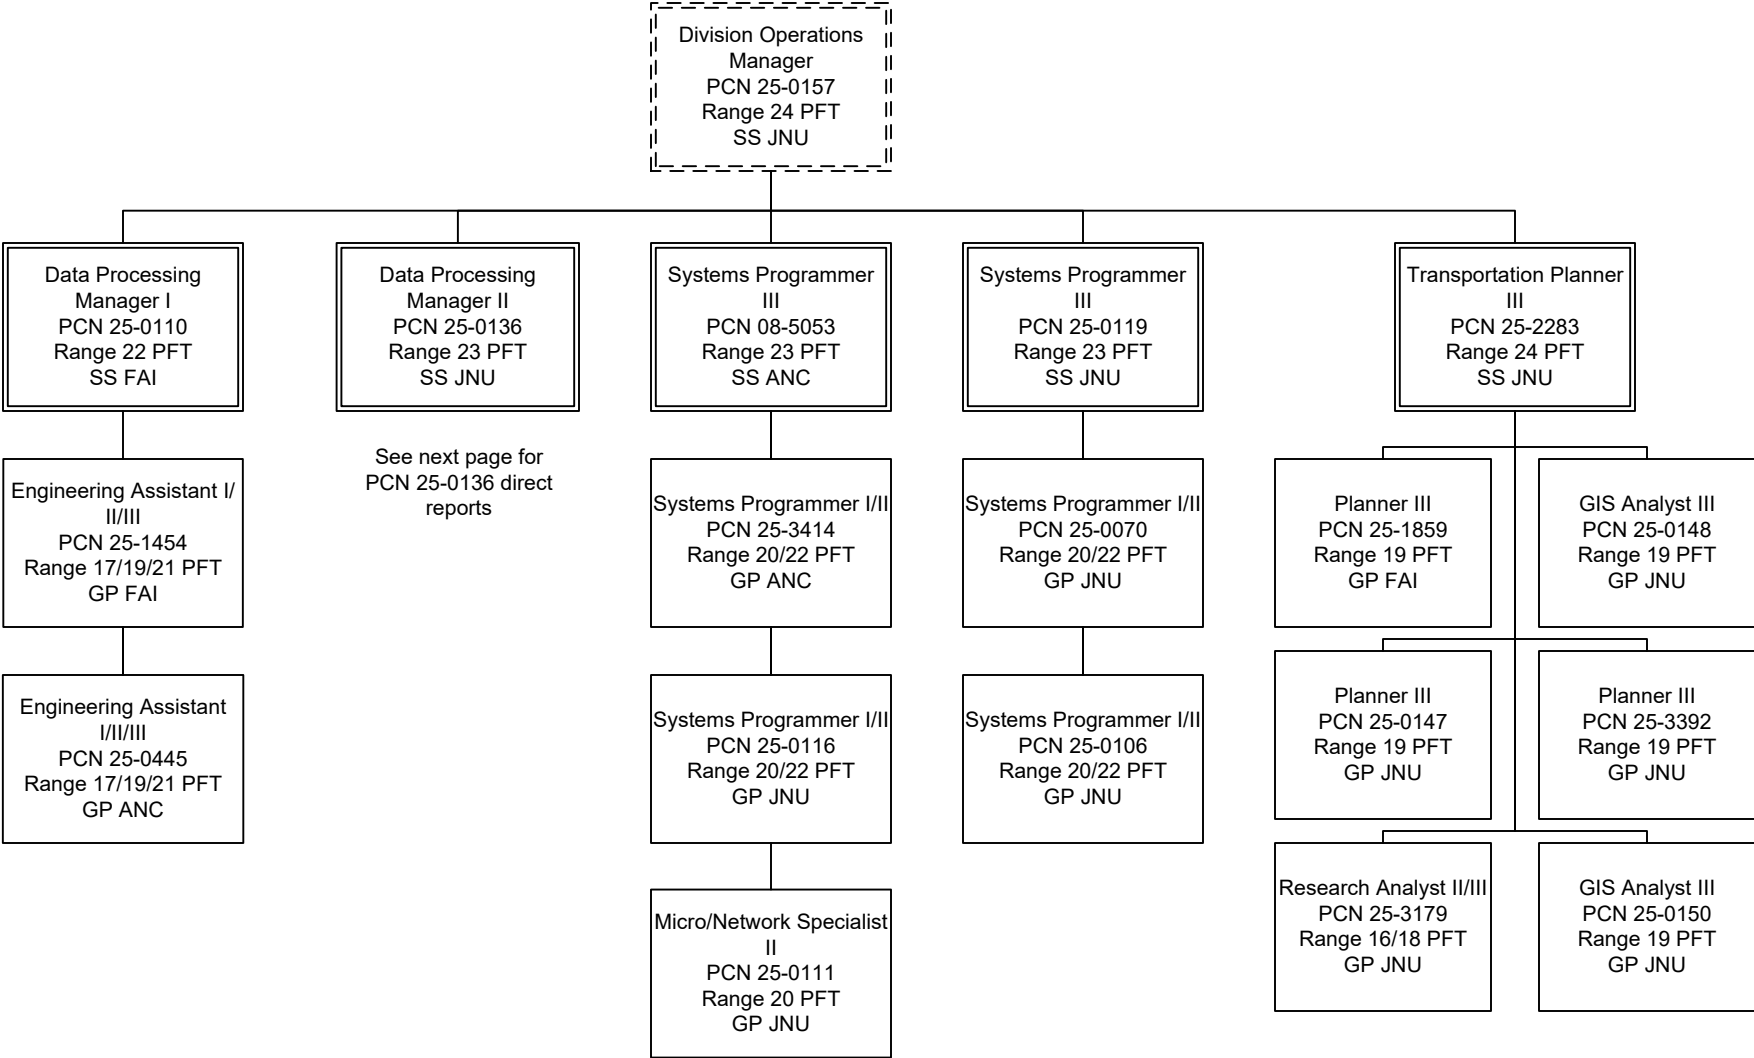 Division Operations
Manager
PCN 25-0157
Range 24 PFT
SS JNU
Data Processing
Manager I
PCN 25-0110
Range 22 PFT
SS FAI
Data Processing
Manager II
PCN 25-0136
Range 23 PFT
SS JNU
Systems Programmer
III
PCN 08-5053
Range 23 PFT
SS ANC
Systems Programmer
III
PCN 25-0119
Range 23 PFT
SS JNU
Transportation Planner
III
PCN 25-2283
Range 24 PFT
SS JNU
Engineering Assistant I/
II/III
PCN 25-1454
Range 17/19/21 PFT
GP FAI
See next page for
PCN 25-0136 direct
reports
Systems Programmer I/II
PCN 25-3414
Range 20/22 PFT
GP ANC
Systems Programmer I/II
PCN 25-0070
Range 20/22 PFT
GP JNU
Planner III
PCN 25-1859
Range 19 PFT
GP FAI
GIS Analyst III
PCN 25-0148
Range 19 PFT
GP JNU
Engineering Assistant
I/II/III
PCN 25-0445
Range 17/19/21 PFT
GP ANC
Systems Programmer I/II
PCN 25-0116
Range 20/22 PFT
GP JNU
Systems Programmer I/II
PCN 25-0106
Range 20/22 PFT
GP JNU
Planner III
PCN 25-0147
Range 19 PFT
GP JNU
Planner III
PCN 25-3392
Range 19 PFT
GP JNU
Micro/Network Specialist
II
PCN 25-0111
Range 20 PFT
GP JNU
Research Analyst II/III
PCN 25-3179
Range 16/18 PFT
GP JNU
GIS Analyst III
PCN 25-0150
Range 19 PFT
GP JNU